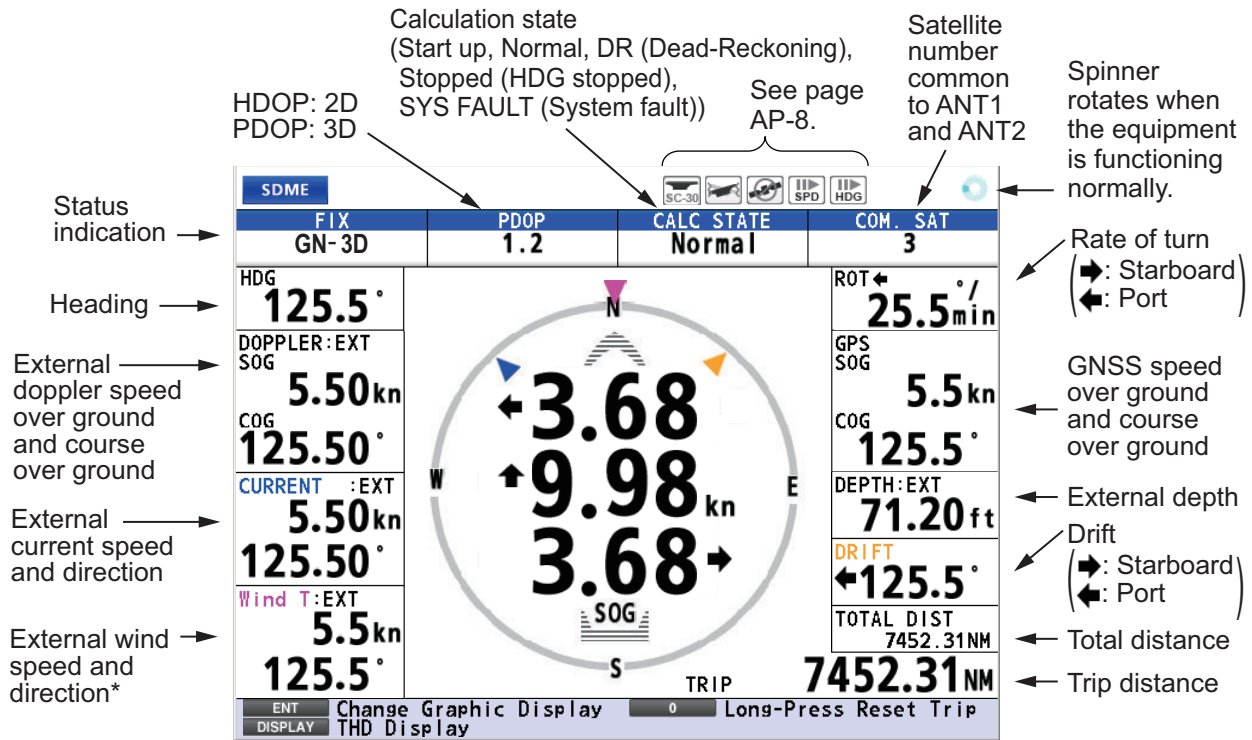 Calculation state
(Start up, Normal, DR (Dead-Reckoning),
Stopped (HDG stopped),
SYS FAULT (System fault))
HDOP: 2D
PDOP: 3D
See page
AP-8.
Satellite
number
common
to ANT1
and ANT2
Spinner
rotates when
the equipment
is functioning
normally.
Status
indication
Heading
External
doppler speed
over ground
and course
over ground
External
current speed
and direction
External wind
speed and
direction*
SDME
SC-30
SPD
HDG
FIX
GN-3D
PDOP
1.2
CALC STATE
Normal
COM. SAT
3
HDG
125.5°
DOPPLER:EXT
SOG
5.50kn
COG
125.50°
CURRENT :EXT
5.50kn
125.50°
Wind T:EXT
5.5kn
125.5°
N
W
E
S
←3.68
↑9.98kn
3.68→
SOG
ROT←
25.5°/min
GPS
SOG
5.5kn
COG
125.5°
DEPTH:EXT
71.20ft
DRIFT
←125.5°
TOTAL DIST
7452.31NM
TRIP 7452.31NM
ENT Change Graphic Display 0 Long-Press Reset Trip
DISPLAY THD Display
Rate of turn
(→: Starboard
←: Port)
GNSS speed
over ground
and course
over ground
External depth
Drift
(→: Starboard
←: Port)
Total distance
Trip distance